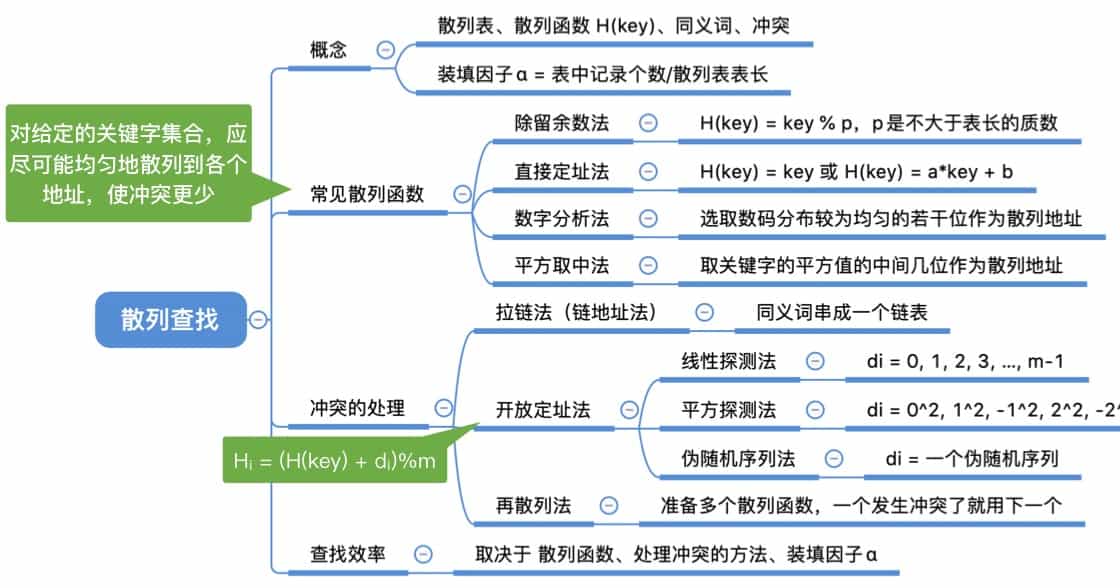 散列查找
概念
散列表、散列函数 H(key)、同义词、冲突
装填因子α = 表中记录个数/散列表表长
对给定的关键字集合，应
尽可能均匀地散列到各个
地址，使冲突更少
常见散列函数
除留余数法
H(key) = key % p，p是不大于表长的质数
直接定址法
H(key) = key 或 H(key) = a*key + b
数字分析法
选取数码分布较为均匀的若干位作为散列地址
平方取中法
取关键字的平方值的中间几位作为散列地址
冲突的处理
拉链法（链地址法）
同义词串成一个链表
开放定址法
Hᵢ = (H(key) + dᵢ)%m
线性探测法
di = 0, 1, 2, 3, …, m-1
平方探测法
di = 0^2, 1^2, -1^2, 2^2, -2^
伪随机序列法
di = 一个伪随机序列
再散列法
准备多个散列函数，一个发生冲突了就用下一个
查找效率
取决于 散列函数、处理冲突的方法、装填因子α